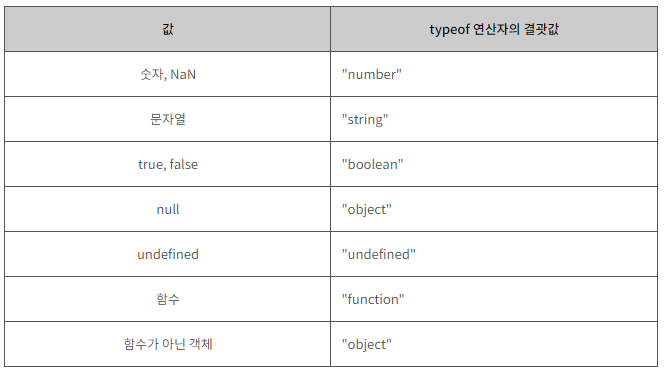 값 typeof 연산자의 결괏값
숫자, NaN "number"
문자열 "string"
true, false "boolean"
null "object"
undefined "undefined"
함수 "function"
함수가 아닌 객체 "object"